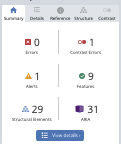 Summary Details Reference Structure Contrast
0 1
Errors Contrast Errors
1 9
Alerts Features
29 31
Structural Elements ARIA
View details ›